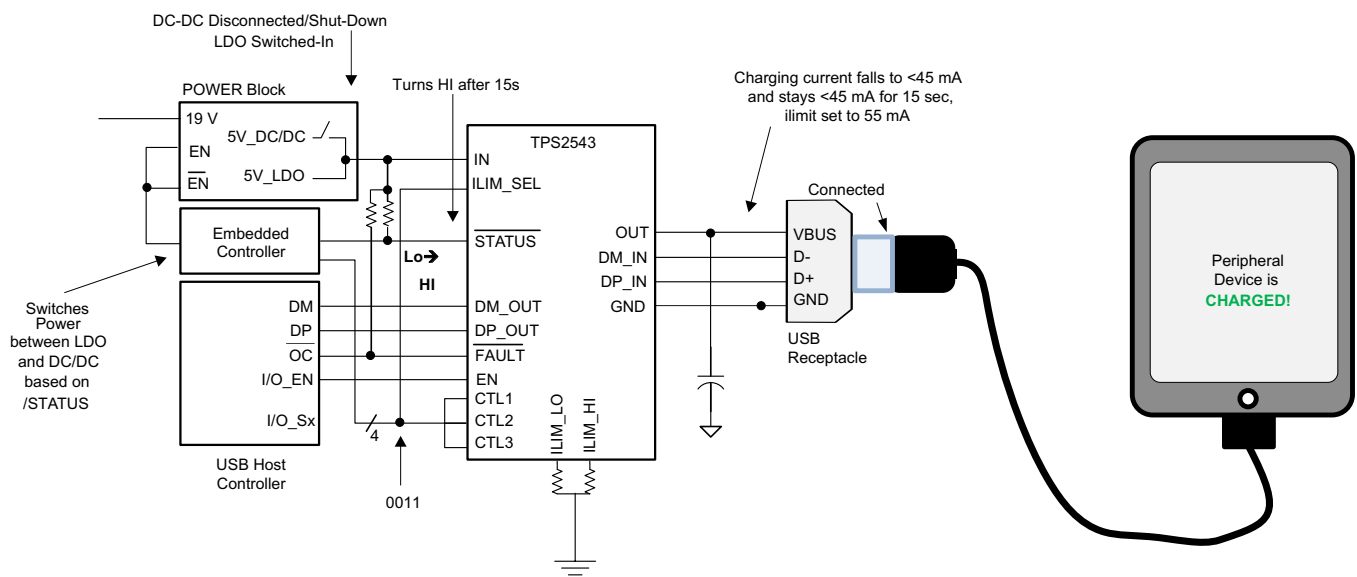 DC-DC Disconnected/Shut-Down
LDO Switched-In
POWER Block
19 V
5V_DC/DC
EN
EN
5V_LDO
Turns HI after 15s
Embedded
Controller
Switches
Power
between LDO
and DC/DC
based on
/STATUS
DM
DP
OC
I/O_EN
I/O_Sx
USB Host
Controller
4
0011
Lo→
HI
TPS2543
IN
ILIM_SEL
STATUS
DM_OUT
DP_OUT
FAULT
EN
CTL1
CTL2
CTL3
ILIM_LO
ILIM_HI
OUT
DM_IN
DP_IN
GND
Charging current falls to <45 mA
and stays <45 mA for 15 sec,
ilimit set to 55 mA
Connected
VBUS
D-
D+
GND
USB
Receptacle
Peripheral
Device is
CHARGED!